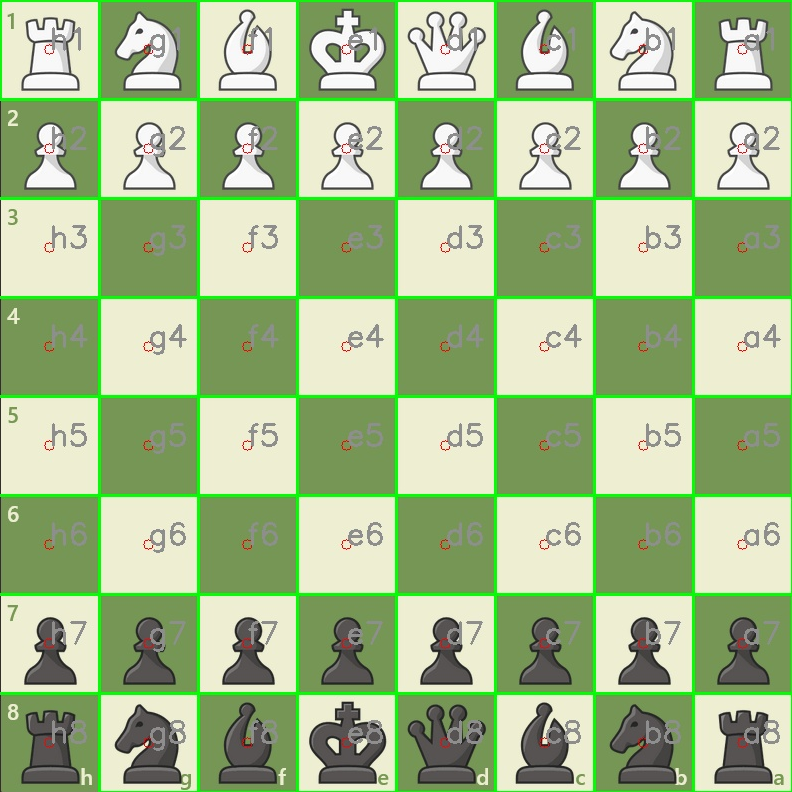 1 h1 g1 f1 e1 d1 c1 b1 a1
2 h2 g2 f2 e2 d2 c2 b2 a2
3 h3 g3 f3 e3 d3 c3 b3 a3
4 h4 g4 f4 e4 d4 c4 b4 a4
5 h5 g5 f5 e5 d5 c5 b5 a5
6 h6 g6 f6 e6 d6 c6 b6 a6
7 h7 g7 f7 e7 d7 c7 b7 a7
8 h8 g8 f8 e8 d8 c8 b8 a8
h g f e d c b a